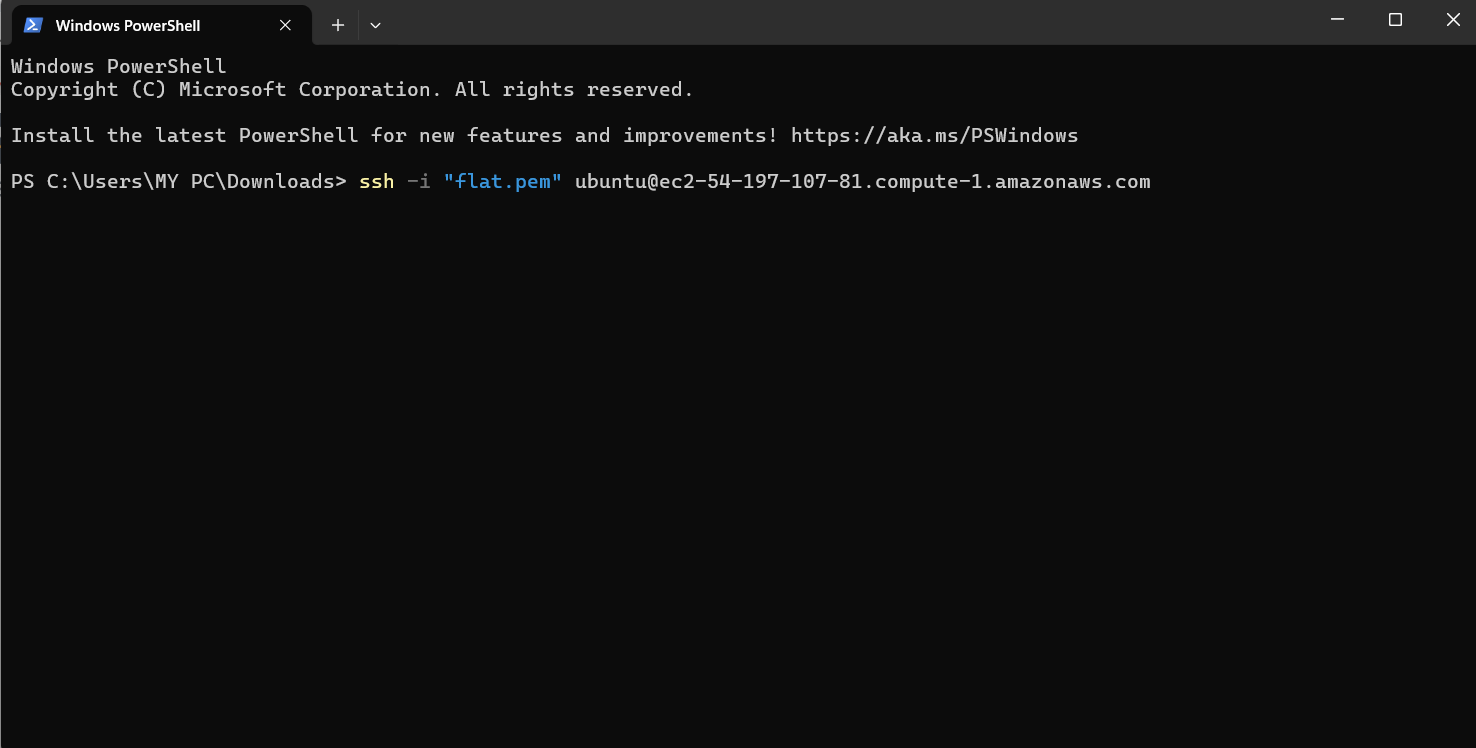 Windows PowerShell
Windows PowerShell
Copyright (C) Microsoft Corporation. All rights reserved.
Install the latest PowerShell for new features and improvements! https://aka.ms/PSWindows
PS C:\Users\MY PC\Downloads> ssh -i "flat.pem" ubuntu@ec2-54-197-107-81.compute-1.amazonaws.com